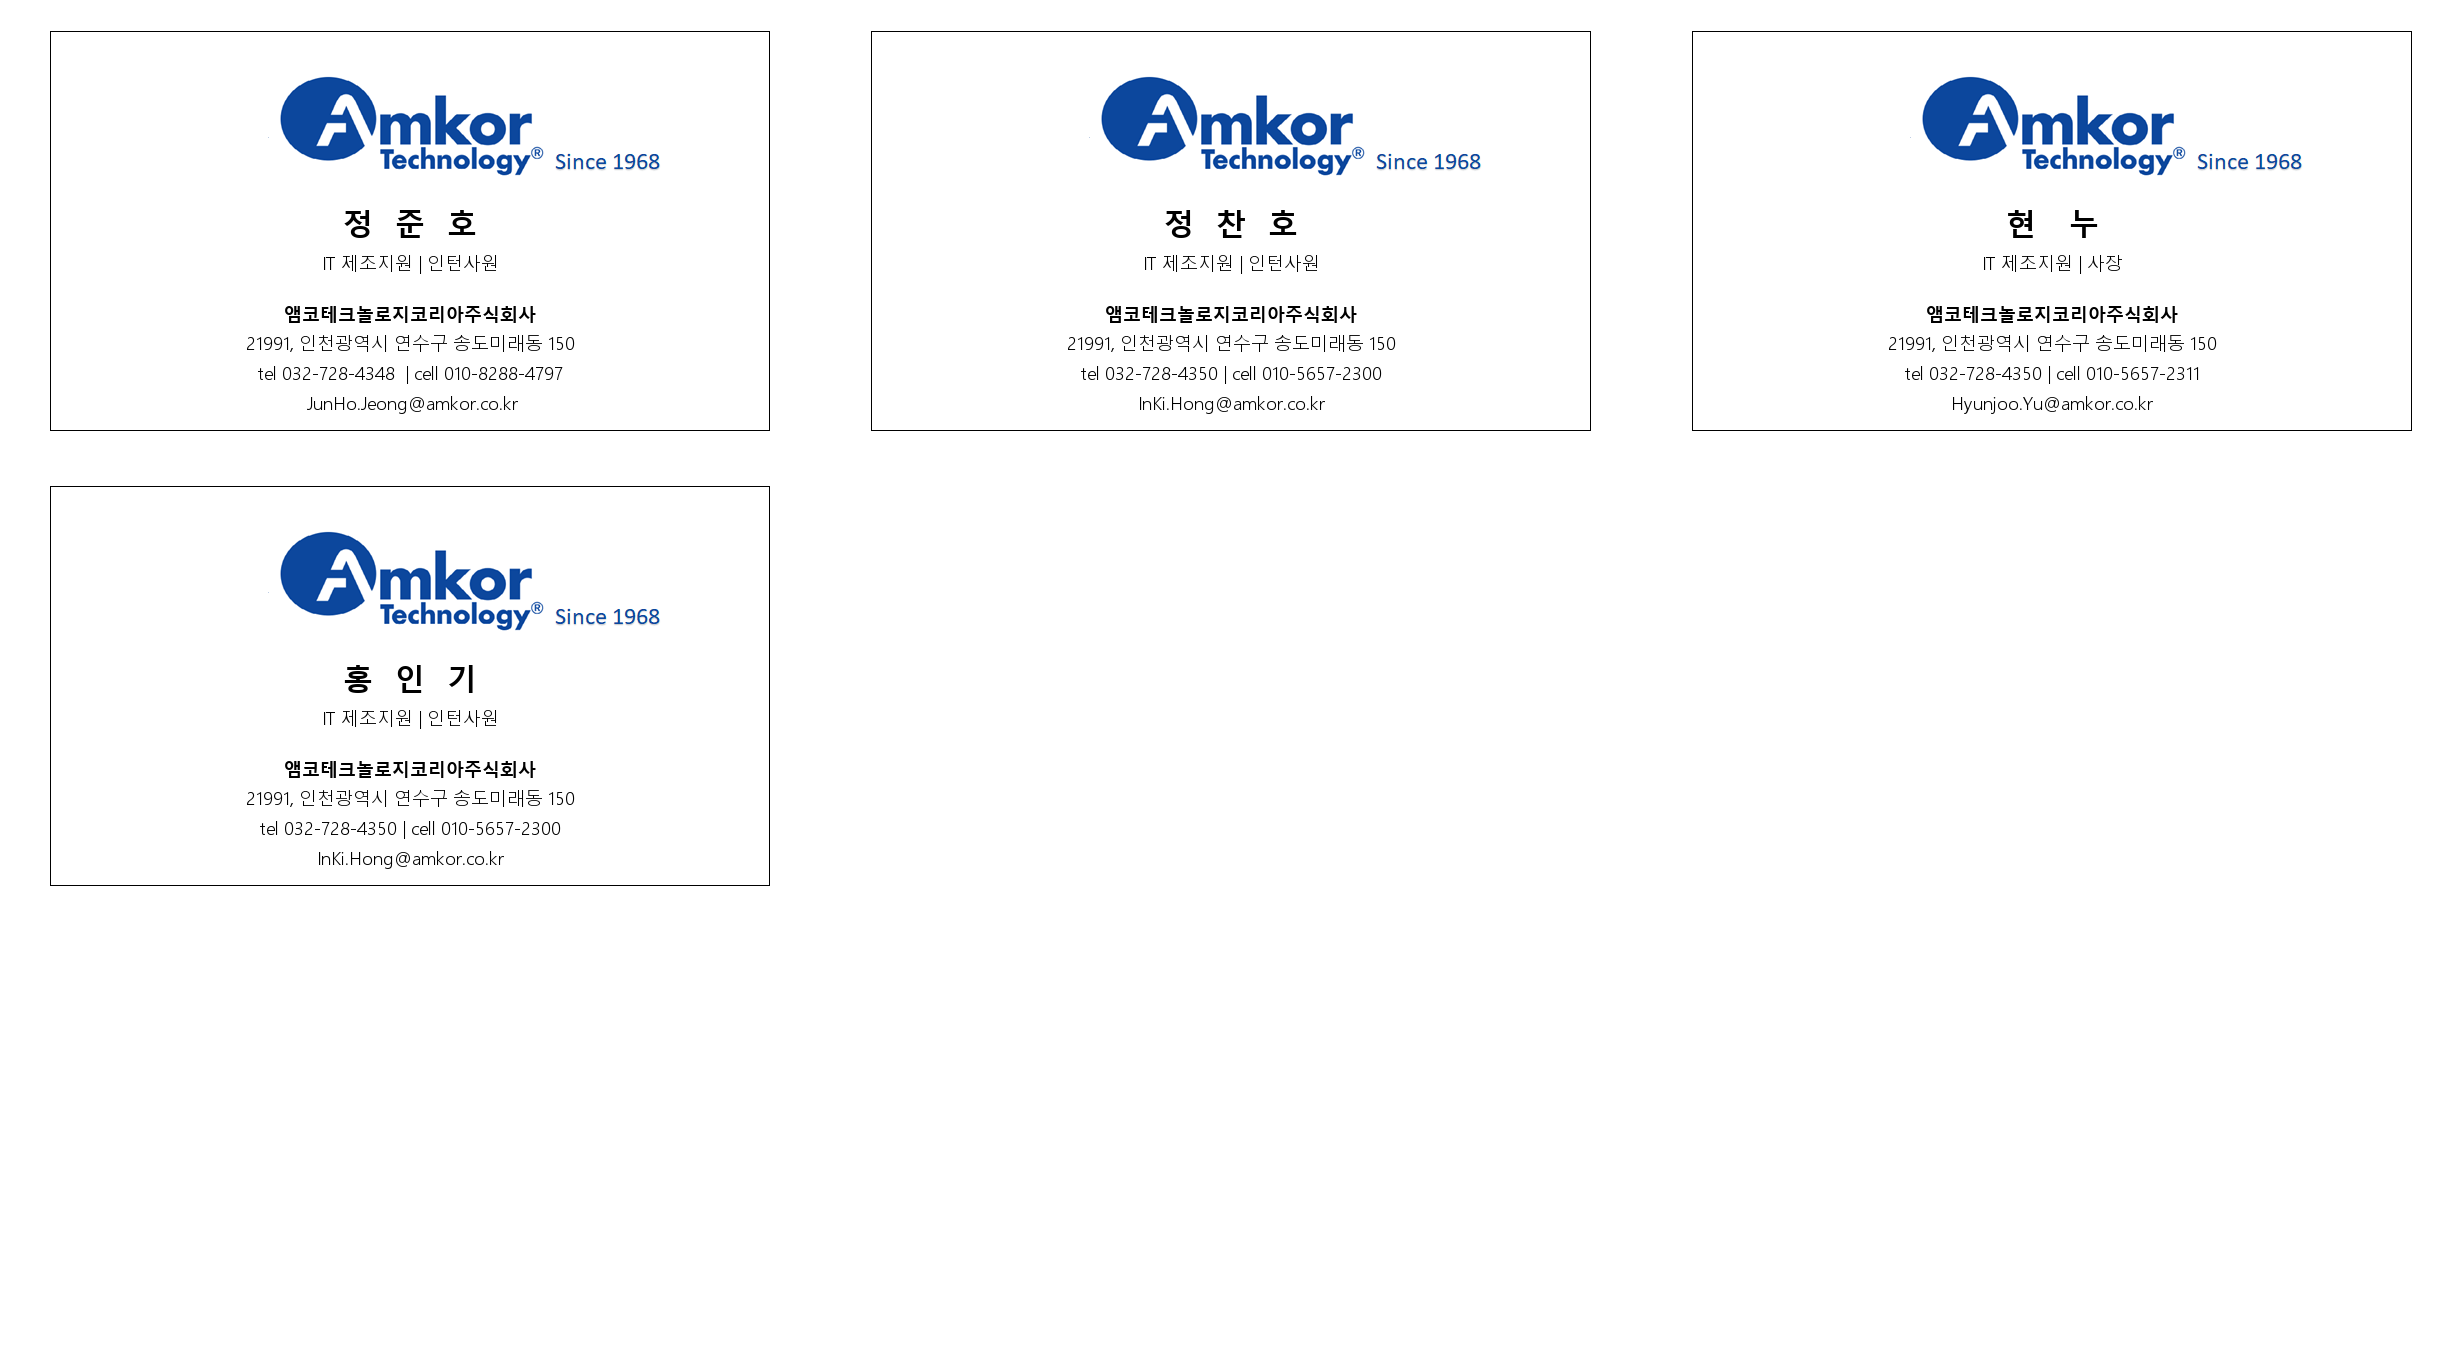 Amkor
Technology® Since 1968
정 준 호
IT 제조지원 | 인턴사원
앰코테크놀로지코리아주식회사
21991, 인천광역시 연수구 송도미래동 150
tel 032-728-4348 | cell 010-8288-4797
JunHo.Jeong@amkor.co.kr
Amkor
Technology® Since 1968
정 찬 호
IT 제조지원 | 인턴사원
앰코테크놀로지코리아주식회사
21991, 인천광역시 연수구 송도미래동 150
tel 032-728-4350 | cell 010-5657-2300
InKi.Hong@amkor.co.kr
Amkor
Technology® Since 1968
현 누
IT 제조지원 | 사장
앰코테크놀로지코리아주식회사
21991, 인천광역시 연수구 송도미래동 150
tel 032-728-4350 | cell 010-5657-2311
Hyunjoo.Yu@amkor.co.kr
Amkor
Technology® Since 1968
홍 인 기
IT 제조지원 | 인턴사원
앰코테크놀로지코리아주식회사
21991, 인천광역시 연수구 송도미래동 150
tel 032-728-4350 | cell 010-5657-2300
InKi.Hong@amkor.co.kr